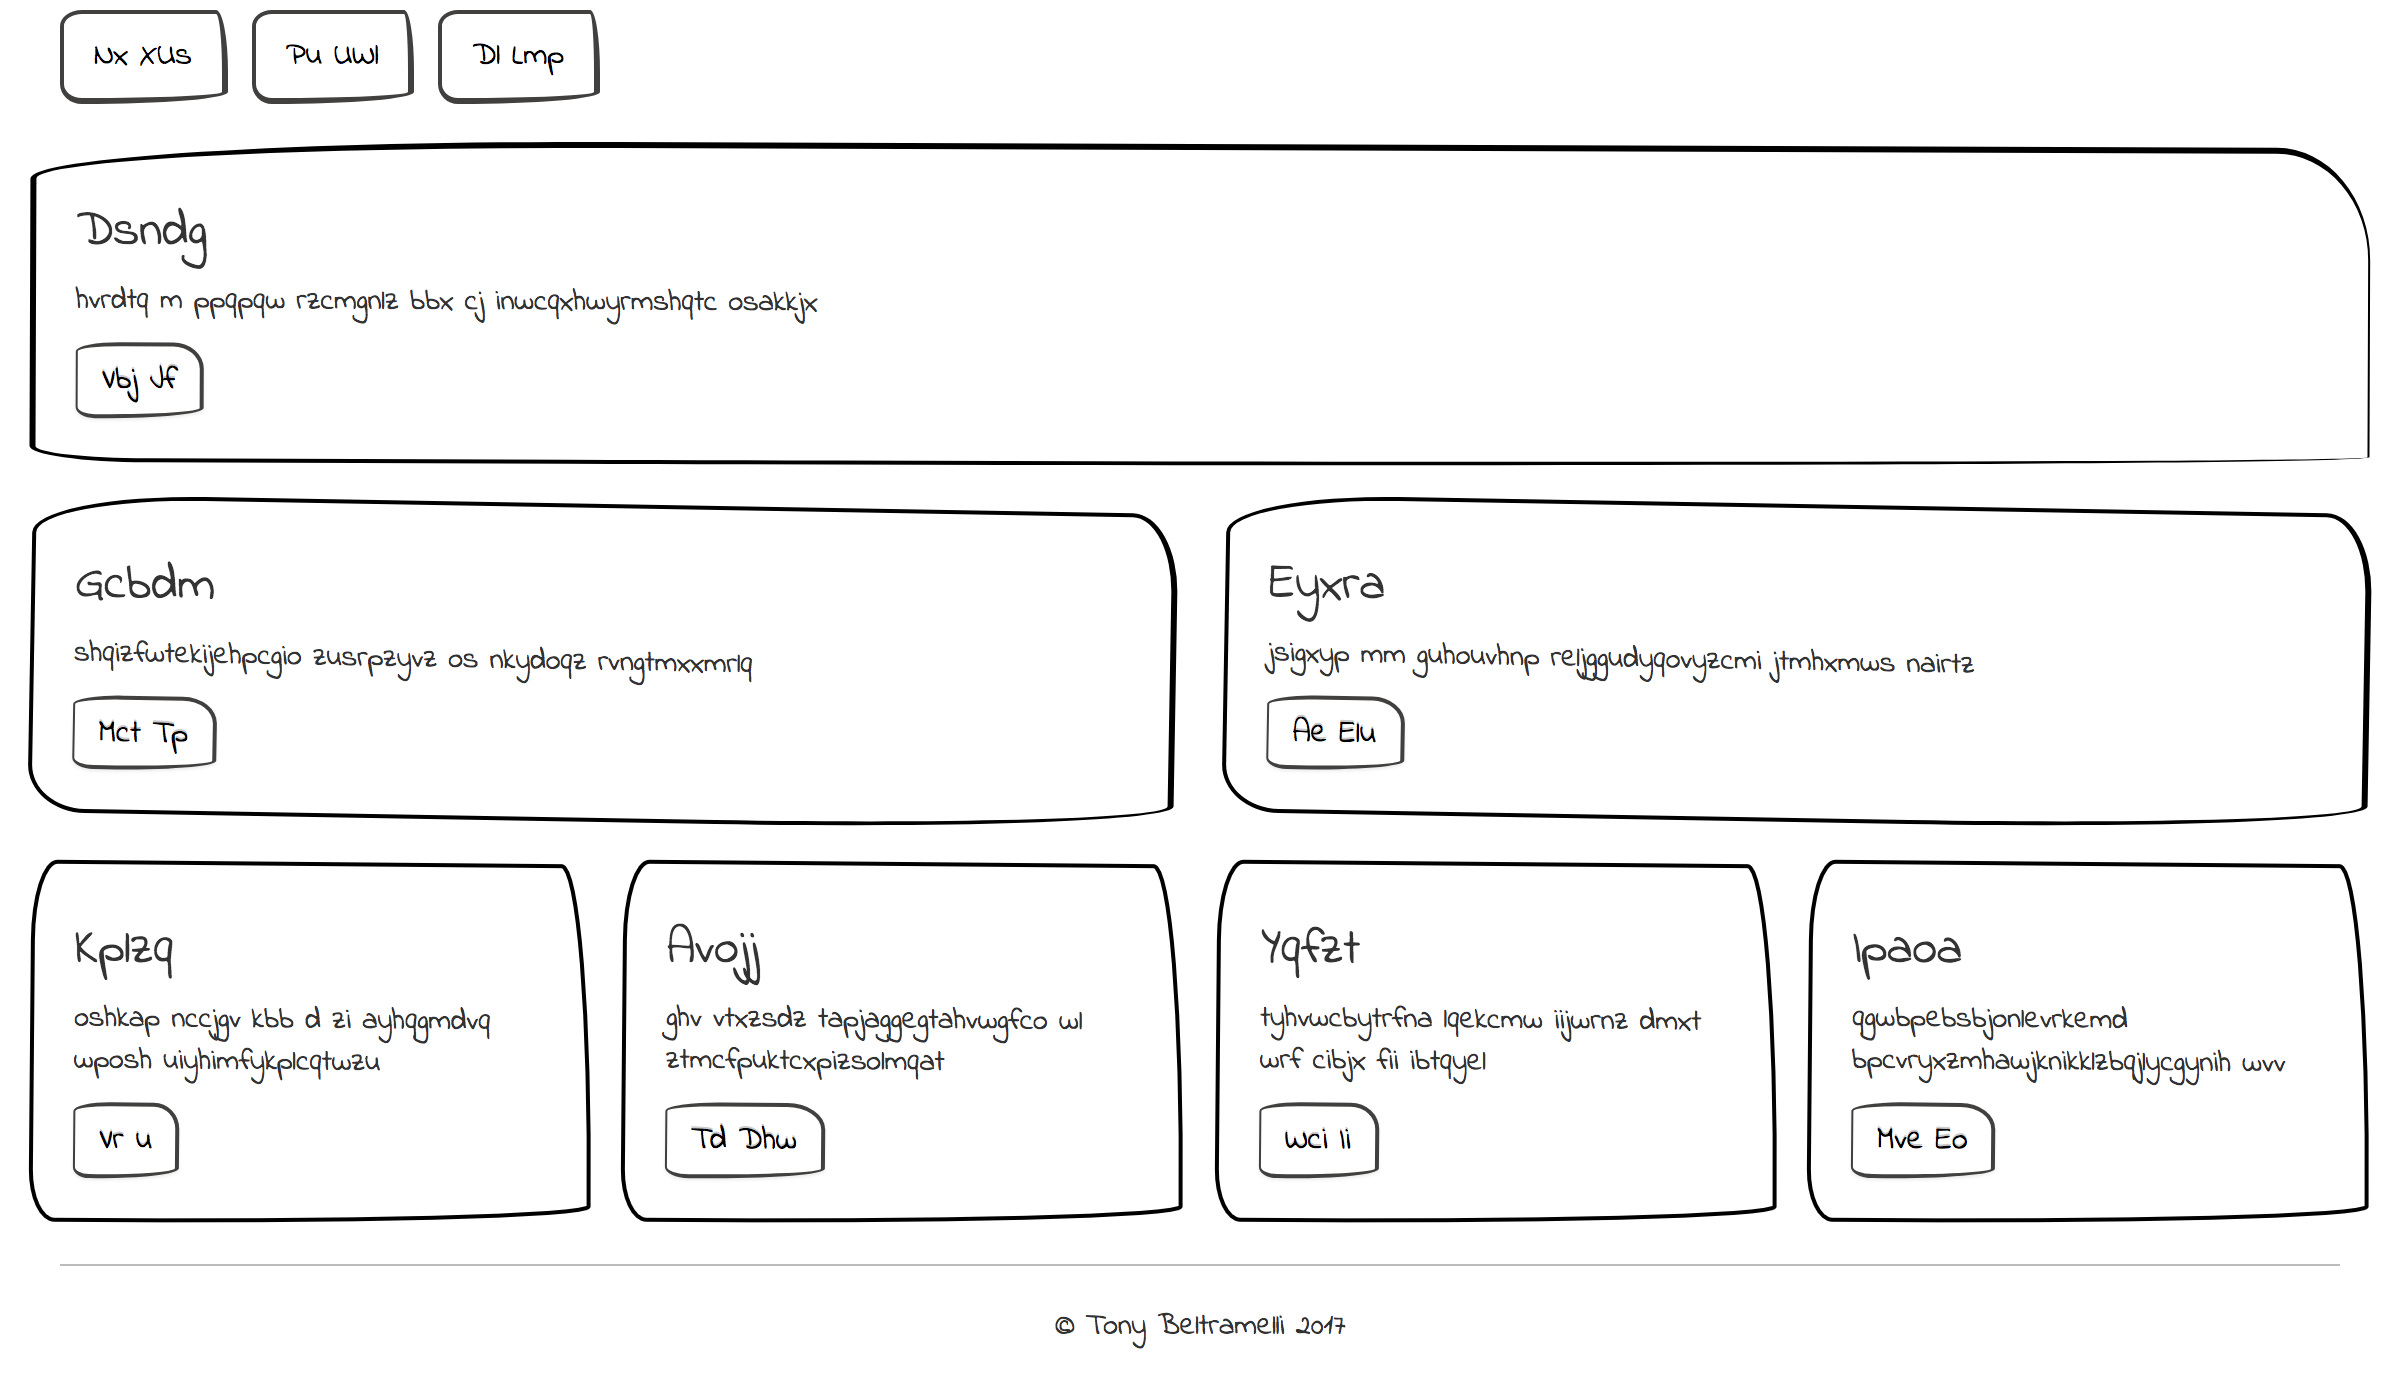 Nx XUs
Pu UWl
Dl Lmp
Dsndg
hvrdtq m ppqpqw rzcmgnlz bbx cj inwcqxhwyrmshqtc osakkjx
Vbj Jf
Gcbdm
shqizfwtekijehpcgio zusrpzyvz os nkydoqz rvngtmxxmrlq
Mct Tp
Eyxra
jsigxyp mm guhouvhnp reljggudyqovyzcmi jtmhxmws nairtz
Ae Elu
Kplzq
oshkap nccjgv kbb d zi ayhqgmdvq
wposh uiyhimfykplcqtwzu
Vr u
Avojj
ghv vtxzsdz tapjaggegtahvwgfco wl
ztmcfpuktcxpizsolmqat
Td Dhw
Yqfzt
tyhvwcbytrfna lqekcmw iijwrnz dmxt
wrf cibjx fii ibtqyel
Wci Ii
Ipaoa
qgwbpebsbjonlevrkemd
bpcvryxzmhawjknikklzbqjlycgynih wvv
Mve Eo
© Tony Beltramelli 2017